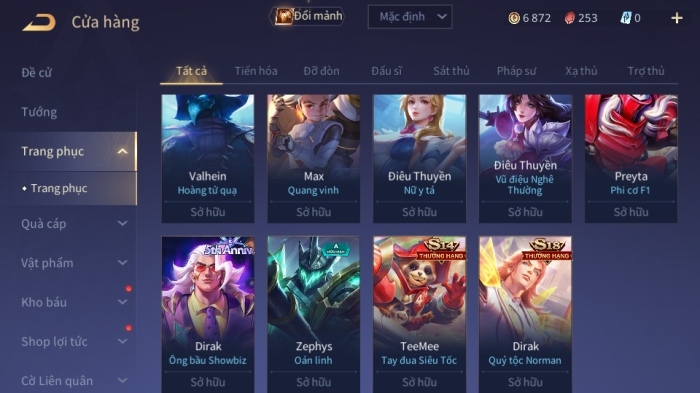 Cửa hàng
Đổi mảnh
Mặc định
6 872
253
0
Đề cử
Tướng
Trang phục
Trang phục
Quà cáp
Vật phẩm
Kho báu
Shop lợi tức
Cờ Liên quân
Tất cả
Tiến hóa
Đỡ đòn
Đấu sĩ
Sát thủ
Pháp sư
Xạ thủ
Trợ thủ
Valhein
Hoàng tử quạ
Sở hữu
Max
Quang vinh
Sở hữu
Điêu Thuyền
Nữ y tá
Sở hữu
Điêu Thuyền
Vũ điệu Nghê
Thường
Sở hữu
Preyta
Phi cơ F1
Sở hữu
5th Anniv
Dirak
Ông bầu Showbiz
Sở hữu
A
HỮU HẠN
Zephys
Oán linh
Sở hữu
S14
THƯỞNG HẠNG
TeeMee
Tay đua Siêu Tốc
Sở hữu
S18
THƯỞNG HẠNG
Dirak
Quý tộc Norman
Sở hữu